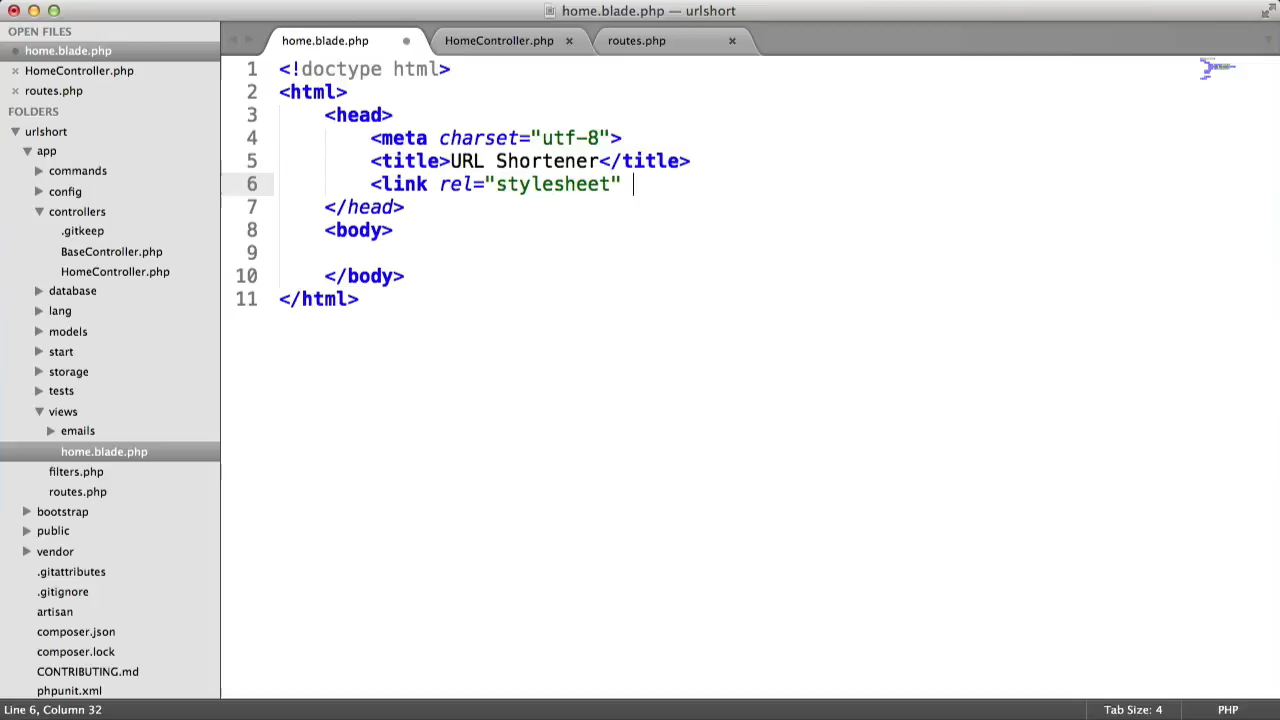 home.blade.php — urlshort
OPEN FILES
home.blade.php
HomeController.php
routes.php
FOLDERS
urlshort
app
commands
config
controllers
.gitkeep
BaseController.php
HomeController.php
database
lang
models
start
storage
tests
views
emails
home.blade.php
filters.php
routes.php
bootstrap
public
vendor
.gitattributes
.gitignore
artisan
composer.json
composer.lock
CONTRIBUTING.md
phpunit.xml
home.blade.php HomeController.php routes.php
1 <!doctype html>
2 <html>
3 <head>
4 <meta charset="utf-8">
5 <title>URL Shortener</title>
6 <link rel="stylesheet"
7 </head>
8 <body>
9
10 </body>
11 </html>
Line 6, Column 32 Tab Size: 4 PHP